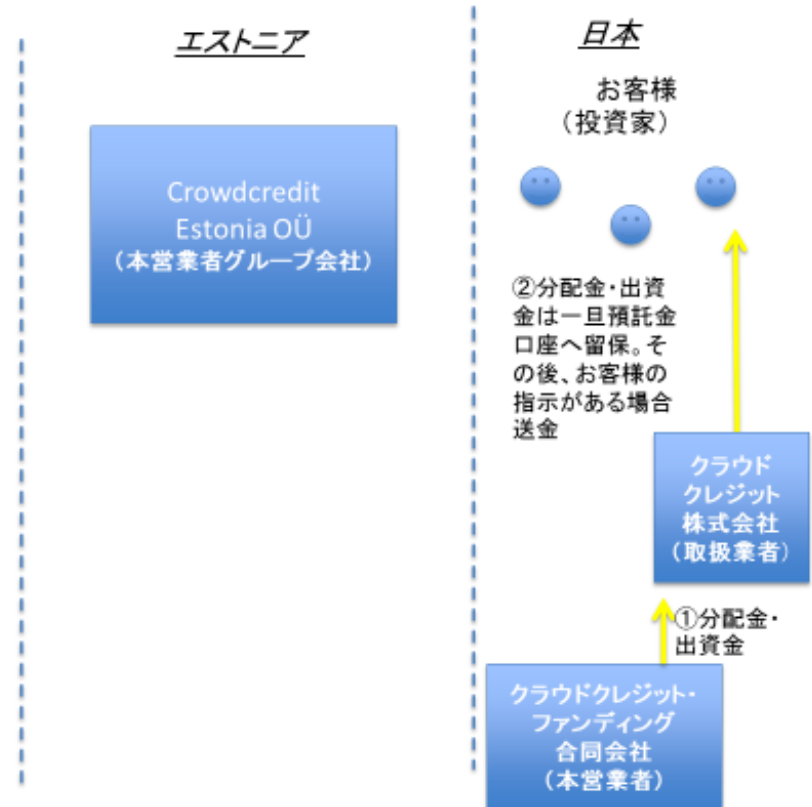 エストニア
日本
お客様
（投資家）
Crowdcredit
Estonia OÜ
（本営業者グループ会社）
②分配金・出資
金は一旦預託金
口座へ留保。そ
の後、お客様の
指示がある場合
送金
クラウド
クレジット
株式会社
（取扱業者）
①分配金・
出資金
クラウドクレジット・
ファンディング
合同会社
（本営業者）